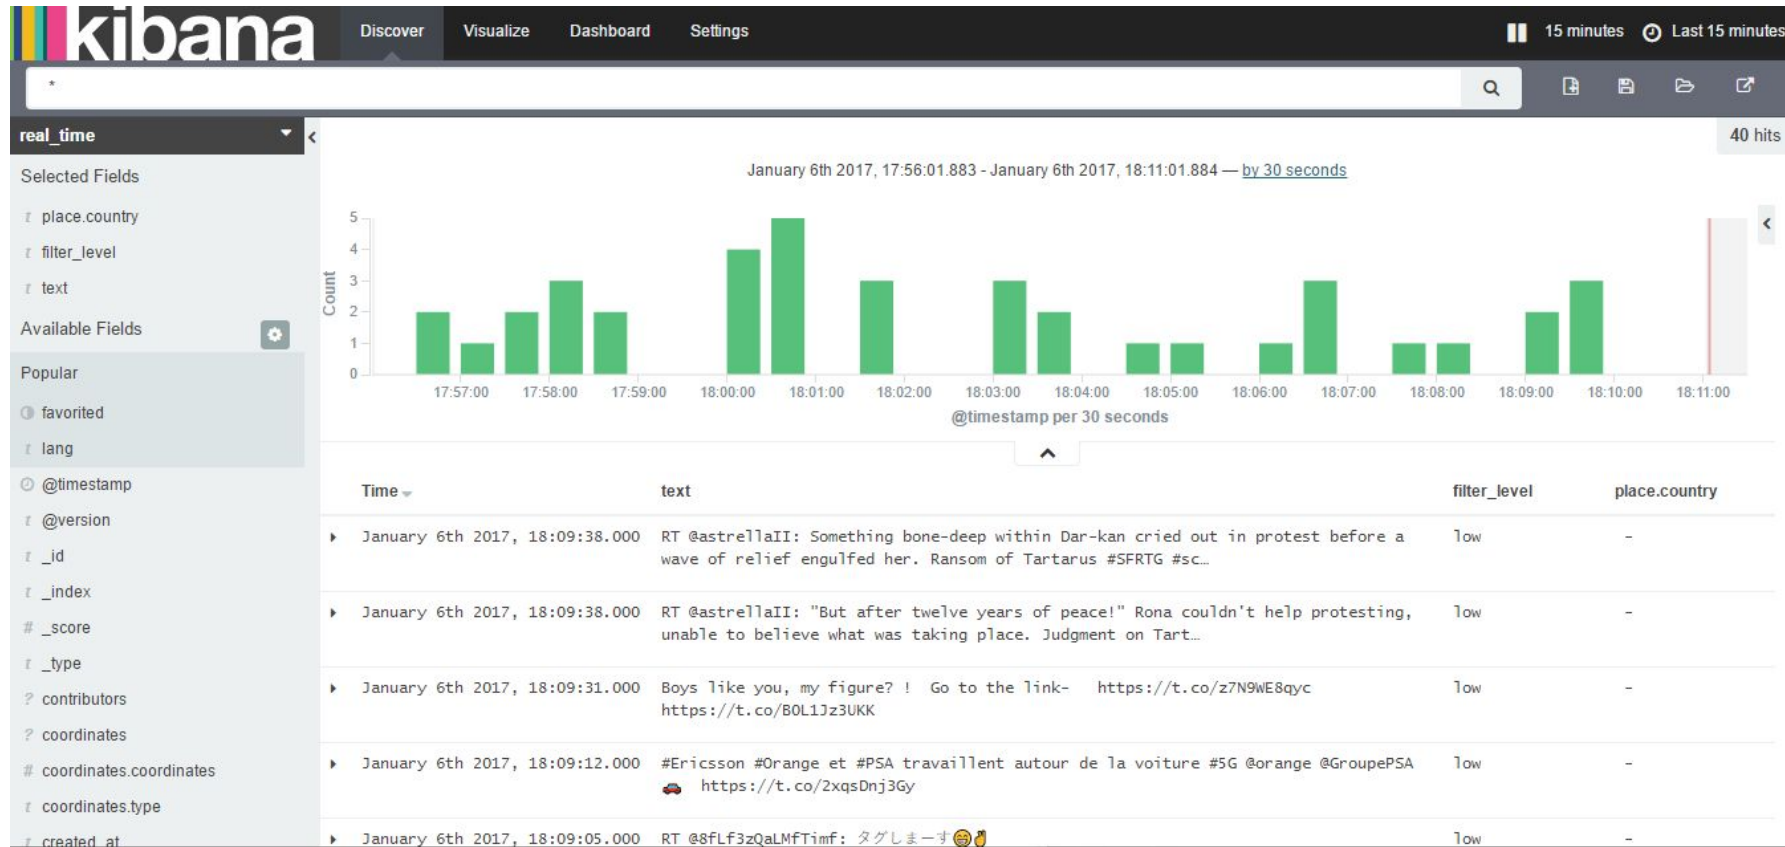 kibana
Discover Visualize Dashboard Settings
15 minutes Last 15 minutes
*
real_time
40 hits
Selected Fields
t place.country
t filter_level
t text
Available Fields
Popular
favorited
t lang
@timestamp
t @version
t _id
t _index
# _score
t _type
? contributors
? coordinates
# coordinates.coordinates
t coordinates.type
t created_at
January 6th 2017, 17:56:01.883 - January 6th 2017, 18:11:01.884 — by 30 seconds
Count
5
4
3
2
1
0
17:57:00 17:58:00 17:59:00 18:00:00 18:01:00 18:02:00 18:03:00 18:04:00 18:05:00 18:06:00 18:07:00 18:08:00 18:09:00 18:10:00 18:11:00
@timestamp per 30 seconds
Time text filter_level place.country
January 6th 2017, 18:09:38.000 RT @astrellaII: Something bone-deep within Dar-kan cried out in protest before a low -
wave of relief engulfed her. Ransom of Tartarus #SFRTG #sc…
January 6th 2017, 18:09:38.000 RT @astrellaII: "But after twelve years of peace!" Rona couldn't help protesting, low -
unable to believe what was taking place. Judgment on Tart…
January 6th 2017, 18:09:31.000 Boys like you, my figure? ! Go to the link- https://t.co/z7N9WE8qyc low -
https://t.co/BOL1Jz3UKK
January 6th 2017, 18:09:12.000 #Ericsson #Orange et #PSA travaillent autour de la voiture #5G @orange @GroupePSA low -
🚗 https://t.co/2xqsDnj3Gy
January 6th 2017, 18:09:05.000 RT @8fLf3zQaLMfTimf: タグしまーす😁✌ low -